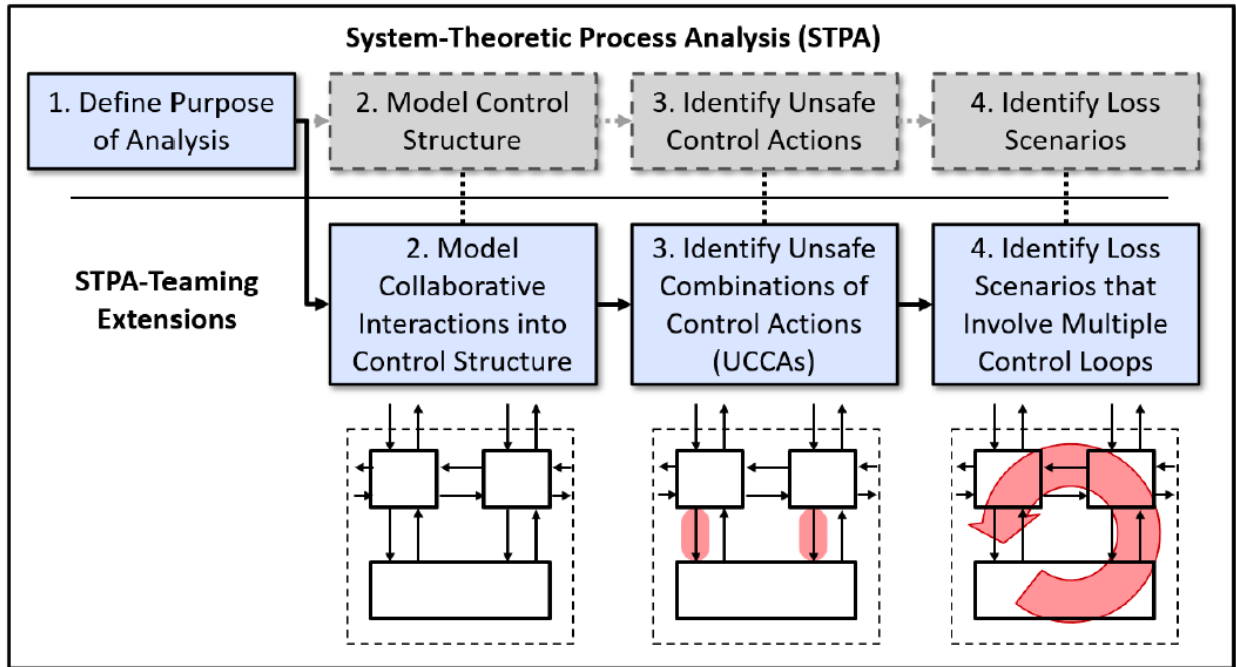 System-Theoretic Process Analysis (STPA)
1. Define Purpose
of Analysis
2. Model Control
Structure
3. Identify Unsafe
Control Actions
4. Identify Loss
Scenarios
STPA-Teaming
Extensions
2. Model
Collaborative
Interactions into
Control Structure
3. Identify Unsafe
Combinations of
Control Actions
(UCCAs)
4. Identify Loss
Scenarios that
Involve Multiple
Control Loops